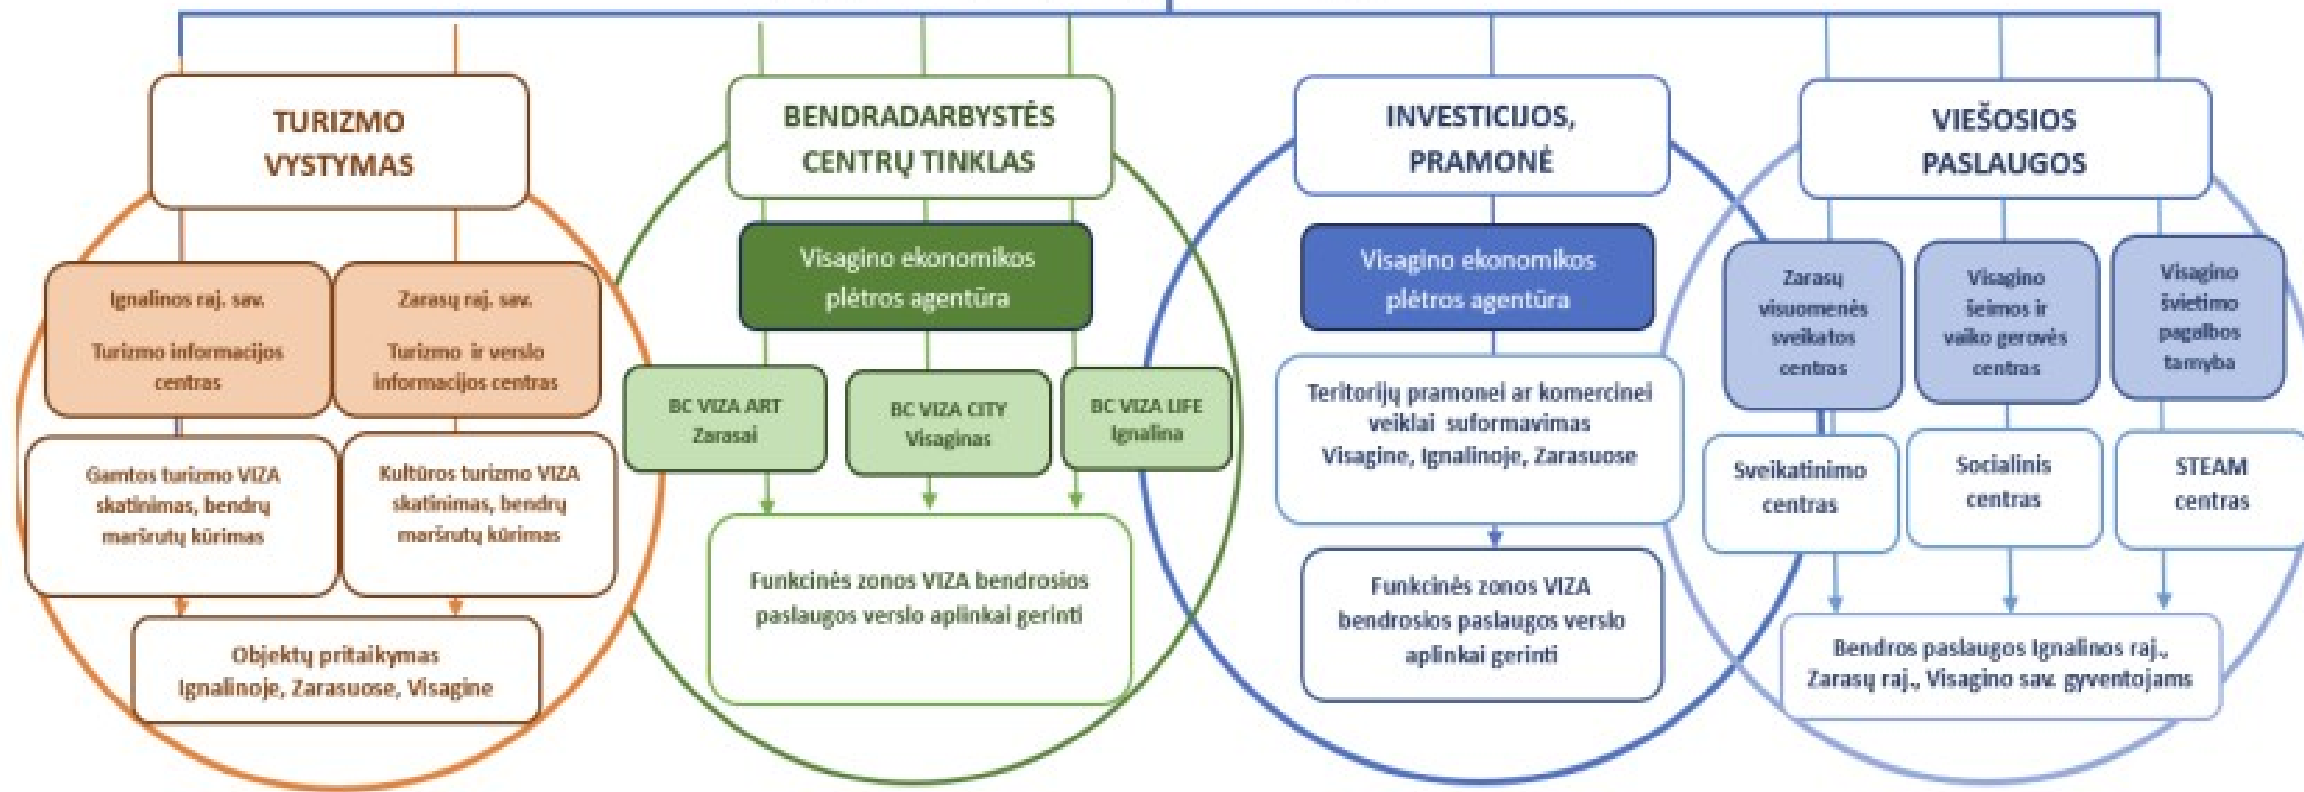 TURIZMO
VYSTYMAS
Ignalinos raj. sav.
Turizmo informacijos
centras
Zarasų raj. sav.
Turizmo ir verslo
informacijos centras
Gamtos turizmo VIZA
skatinimas, bendrų
maršrutų kūrimas
Kultūros turizmo VIZA
skatinimas, bendrų
maršrutų kūrimas
Objektų pritaikymas
Ignalinoje, Zarasuose, Visagine
BENDRADARBYSTĖS
CENTRŲ TINKLAS
Visagino ekonomikos
plėtros agentūra
BC VIZA ART
Zarasai
BC VIZA CITY
Visaginas
BC VIZA LIFE
Ignalina
Funkcinės zonos VIZA bendrosios
paslaugos verslo aplinkai gerinti
INVESTICIJOS,
PRAMONĖ
Visagino ekonomikos
plėtros agentūra
Teritorijų pramonei ar komercinei
veiklai suformavimas
Visagine, Ignalinoje, Zarasuose
Funkcinės zonos VIZA
bendrosios paslaugos verslo
aplinkai gerinti
VIEŠOSIOS
PASLAUGOS
Zarasų
visuomenės
sveikatos
centras
Visagino
šeimos ir
vaiko gerovės
centras
Visagino
švietimo
pagalbos
tarnyba
Sveikatinimo
centras
Socialinis
centras
STEAM
centras
Bendros paslaugos Ignalinos raj.,
Zarasų raj., Visagino sav. gyventojams